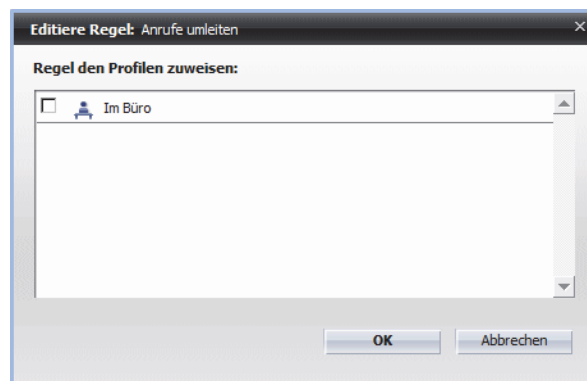 Editiere Regel: Anrufe umleiten
Regel den Profilen zuweisen:
Im Büro
OK Abbrechen